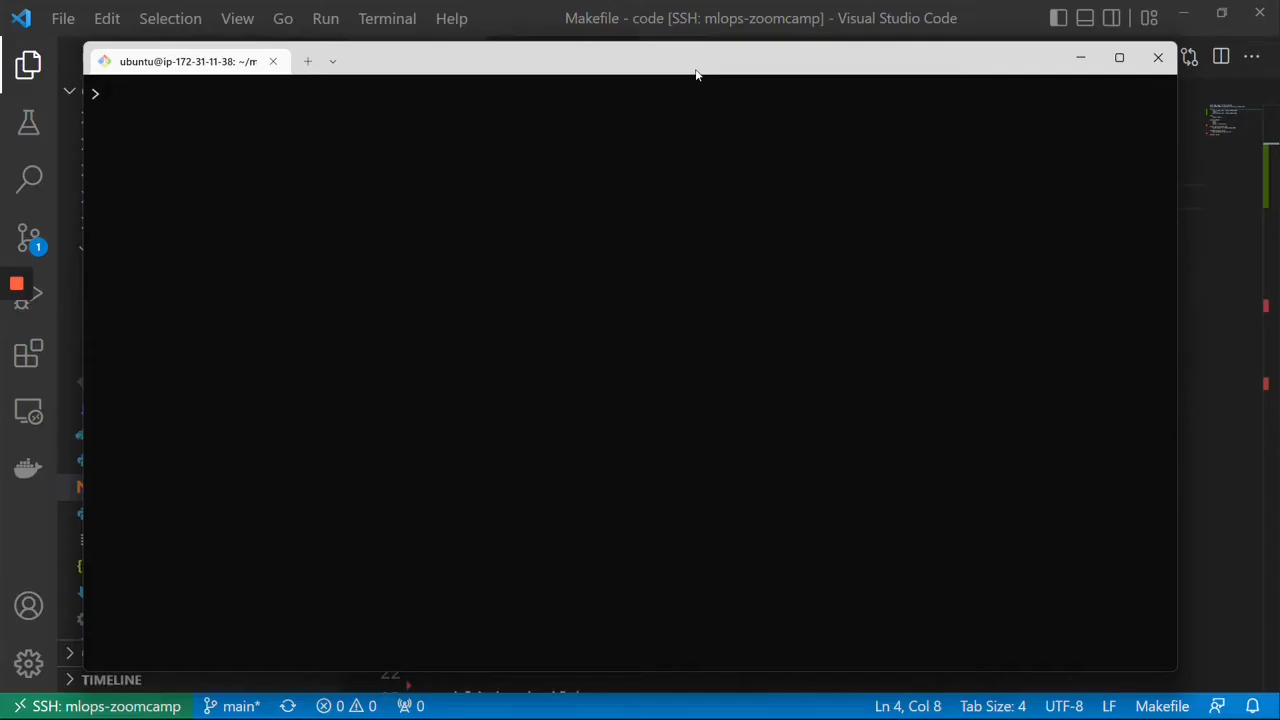 File Edit Selection View Go Run Terminal Help Makefile - code [SSH: mlops-zoomcamp] - Visual Studio Code
ubuntu@ip-172-31-11-38: ~/m
>
1
22
TIMELINE
SSH: mlops-zoomcamp main* 0 0 0 Ln 4, Col 8 Tab Size: 4 UTF-8 LF Makefile